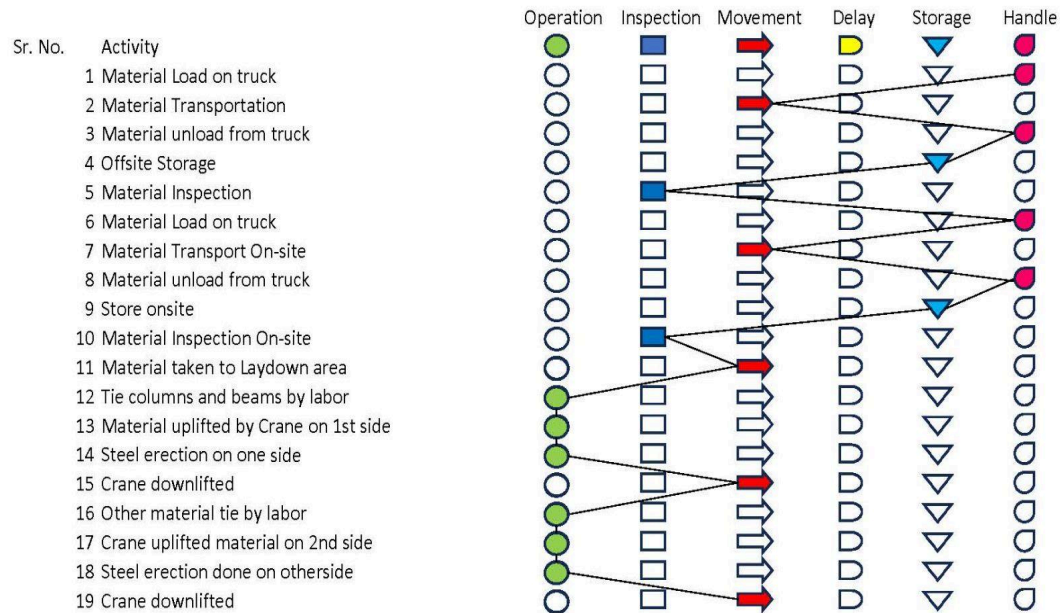 Operation Inspection Movement Delay Storage Handle
Sr. No. Activity
1 Material Load on truck
2 Material Transportation
3 Material unload from truck
4 Offsite Storage
5 Material Inspection
6 Material Load on truck
7 Material Transport On-site
8 Material unload from truck
9 Store onsite
10 Material Inspection On-site
11 Material taken to Laydown area
12 Tie columns and beams by labor
13 Material uplifted by Crane on 1st side
14 Steel erection on one side
15 Crane downlifted
16 Other material tie by labor
17 Crane uplifted material on 2nd side
18 Steel erection done on otherside
19 Crane downlifted